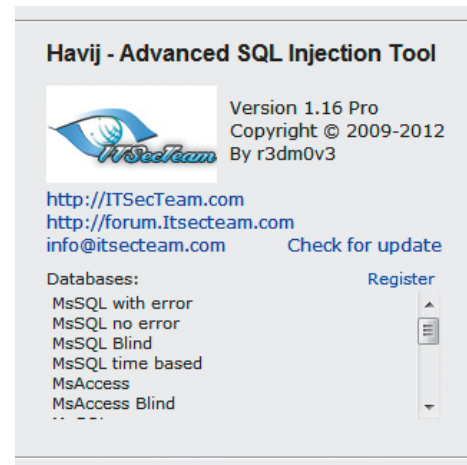 Havij - Advanced SQL Injection Tool
ITSecTeam
Version 1.16 Pro
Copyright © 2009-2012
By r3dm0v3
http://ITSecTeam.com
http://forum.Itsecteam.com
info@itsecteam.com Check for update
Databases: Register
MsSQL with error
MsSQL no error
MsSQL Blind
MsSQL time based
MsAccess
MsAccess Blind